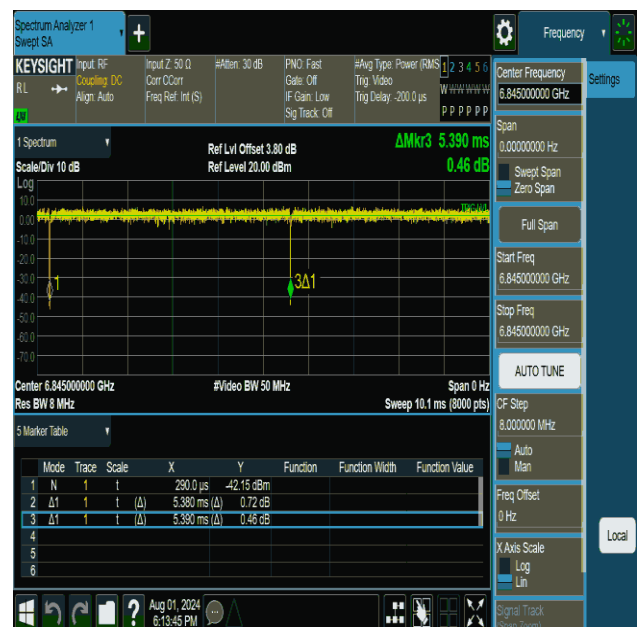 Spectrum Analyzer 1
Swept SA
Frequency
KEYSIGHT
RL
Input: RF
Coupling: DC
Align: Auto
Input Z: 50 Ω
Corr CCorr
Freq Ref: Int (S)
#Atten: 30 dB
PNO: Fast
Gate: Off
IF Gain: Low
Sig Track: Off
#Avg Type: Power (RMS
Trig: Video
Trig Delay: -200.0 µs
1 2 3 4 5 6
W W W W W W
P P P P P P
1 Spectrum
Scale/Div 10 dB
Ref Lvl Offset 3.80 dB
Ref Level 20.00 dBm
ΔMkr3 5.390 ms
0.46 dB
Log
10.0
0.00
-10.0
-20.0
-30.0
-40.0
-50.0
-60.0
-70.0
1
3Δ1
Center 6.845000000 GHz
Res BW 8 MHz
#Video BW 50 MHz
Span 0 Hz
Sweep 10.1 ms (8000 pts)
5 Marker Table
Mode Trace Scale X Y Function Function Width Function Value
1 N 1 t 290.0 µs -42.15 dBm
2 Δ1 1 t (Δ) 5.380 ms (Δ) 0.72 dB
3 Δ1 1 t (Δ) 5.390 ms (Δ) 0.46 dB
4
5
6
Aug 01, 2024
6:13:45 PM
Center Frequency
6.845000000 GHz
Span
0.00000000 Hz
Swept Span
Zero Span
Full Span
Start Freq
6.845000000 GHz
Stop Freq
6.845000000 GHz
AUTO TUNE
CF Step
8.000000 MHz
Auto
Man
Freq Offset
0 Hz
X Axis Scale
Log
Lin
Signal Track
(Span Zoom)
Settings
Local